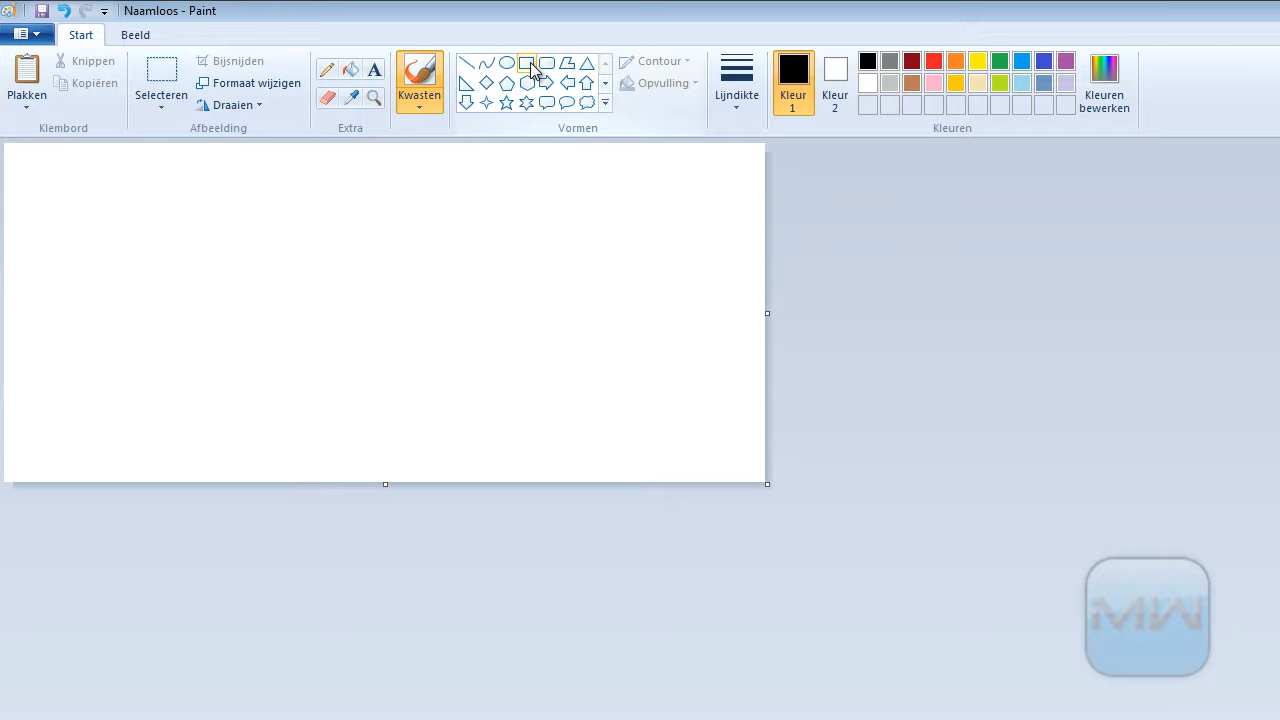 Naamloos - Paint
Start
Beeld
Plakken
Knippen
Kopiëren
Klembord
Selecteren
Bijsnijden
Formaat wijzigen
Draaien
Afbeelding
A
Extra
Kwasten
Vormen
Contour
Opvulling
Lijndikte
Kleur
1
Kleur
2
Kleuren
bewerken
Kleuren
MW